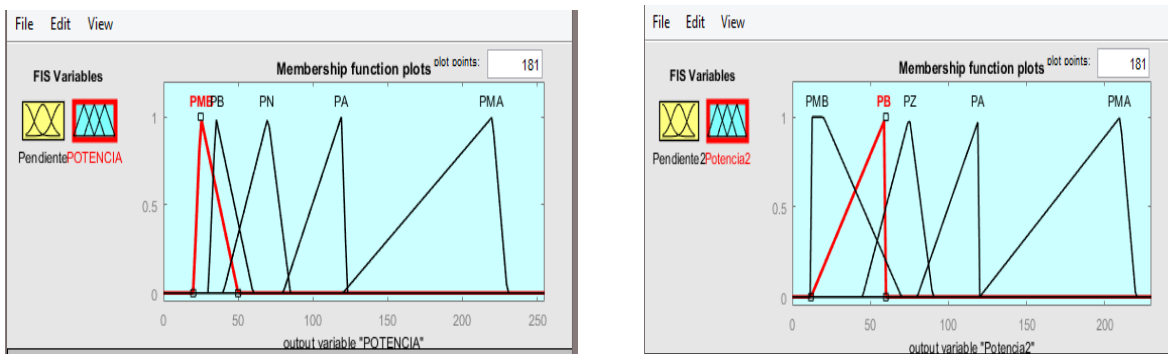 File Edit View
FIS Variables
Membership function plots
plot points:
181
PMB PB PN PA PMA
1
0.5
0
Pendiente POTENCIA
0 50 100 150 200 250
output variable "POTENCIA"
File Edit View
FIS Variables
Membership function plots
plot points:
181
PMB PB PZ PA PMA
1
0.5
0
Pendiente2 Potencia2
0 50 100 150 200
output variable "Potencia2"